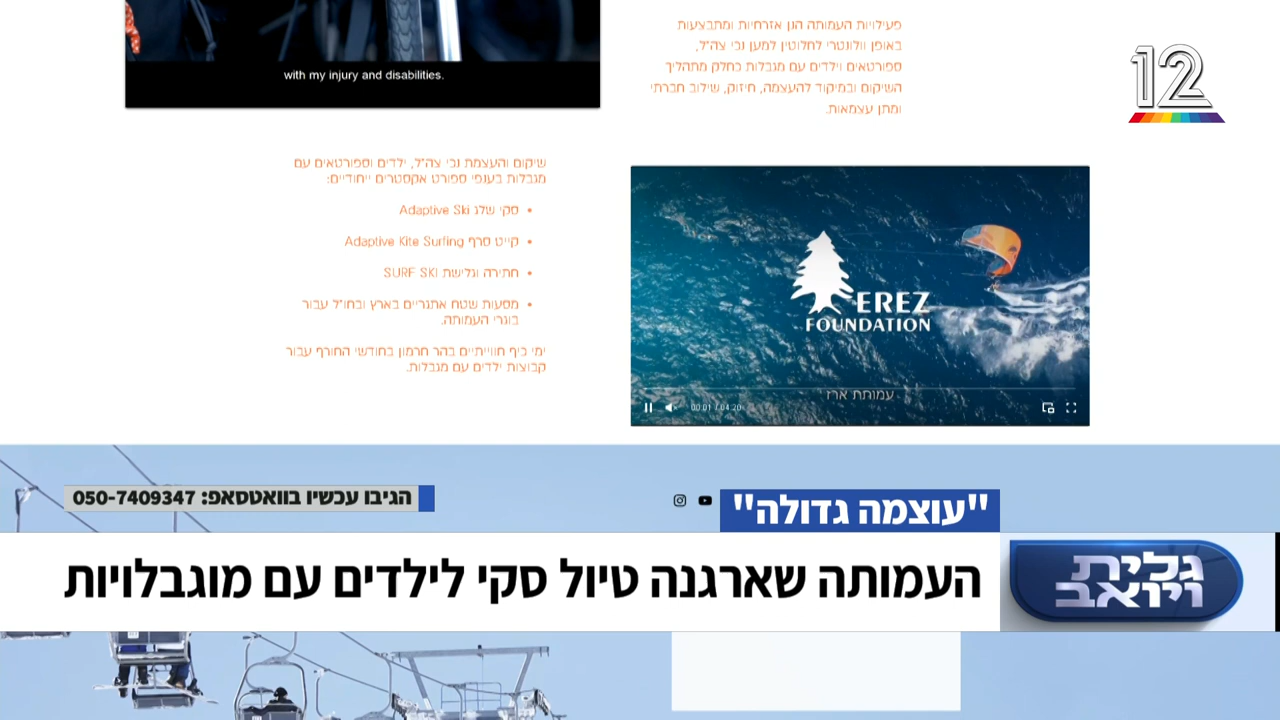 with my injury and disabilities.
פעילויות העמותה הנן אזרחיות ומתבצעות
באופן וולונטרי לחלוטין למען נכי צה"ל,
ספורטאים וילדים עם מגבלות כחלק מתהליך
השיקום ובמיקוד להעצמה, חיזוק, שילוב חברתי
ומתן עצמאות.
12
שיקום והעצמת נכי צה"ל, ילדים וספורטאים עם
מגבלות בענפי ספורט אקסטרים ייחודיים:
• סקי שלג Adaptive Ski
• קייט סרף Adaptive Kite Surfing
• חתירה וגלישת SURF SKI
• מסעות שטח אתגריים בארץ ובחו"ל עבור
בוגרי העמותה.
ימי כיף חווייתיים בהר חרמון בחודשי החורף עבור
קבוצות ילדים עם מגבלות.
EREZ
FOUNDATION
עמותת ארז
00:01 / 04:20
"עוצמה גדולה"
הגיבו עכשיו בוואטסאפ: 050-7409347
העמותה שארגנה טיול סקי לילדים עם מוגבלויות
גלית
ויואב